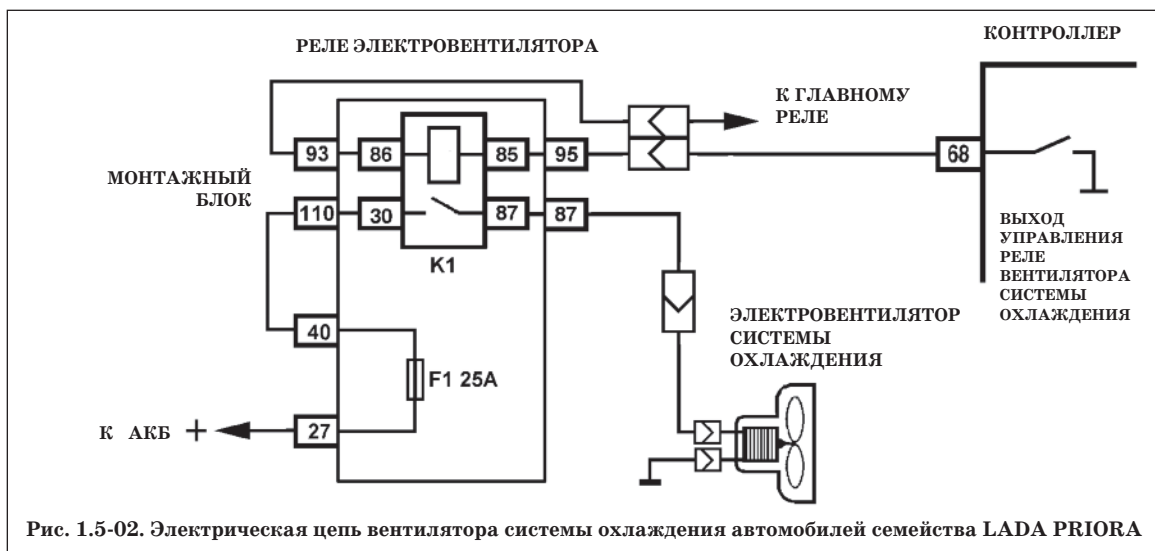 РЕЛЕ ЭЛЕКТРОВЕНТИЛЯТОРА
КОНТРОЛЛЕР
К ГЛАВНОМУ
РЕЛЕ
93
86
85
95
68
МОНТАЖНЫЙ
БЛОК
110
30
87
87
К1
ВЫХОД
УПРАВЛЕНИЯ
РЕЛЕ
ВЕНТИЛЯТОРА
СИСТЕМЫ
ОХЛАЖДЕНИЯ
ЭЛЕКТРОВЕНТИЛЯТОР
СИСТЕМЫ
ОХЛАЖДЕНИЯ
40
F1 25A
К АКБ +
27
Рис. 1.5-02. Электрическая цепь вентилятора системы охлаждения автомобилей семейства LADA PRIORA